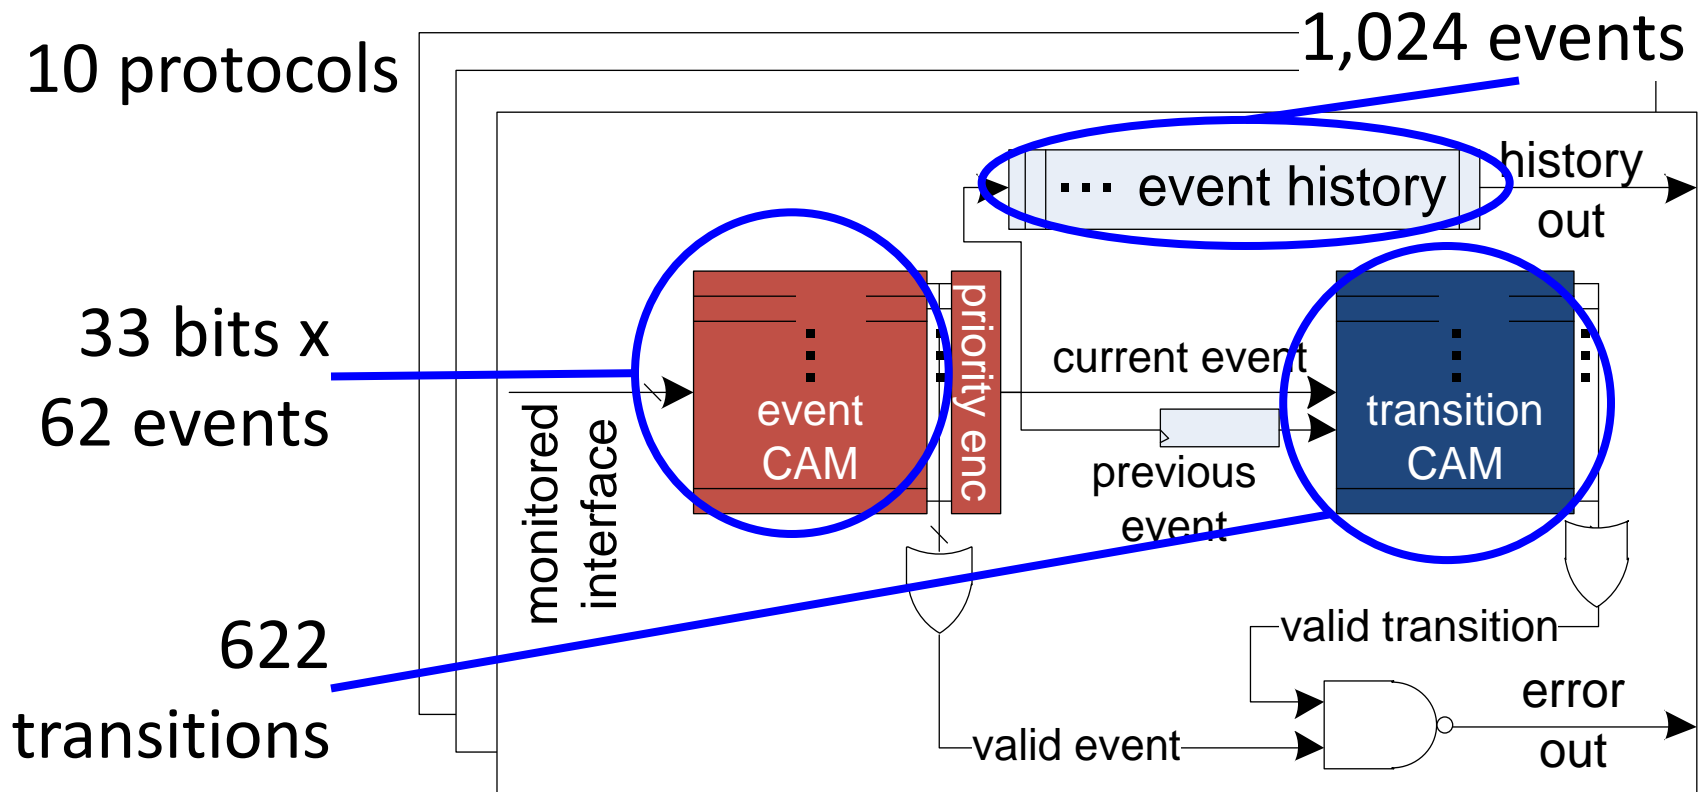 10 protocols
1,024 events
history
out
... event history
33 bits x
62 events
monitored
interface
event
CAM
priority enc
current event
previous
event
transition
CAM
622
transitions
valid transition
valid event
error
out